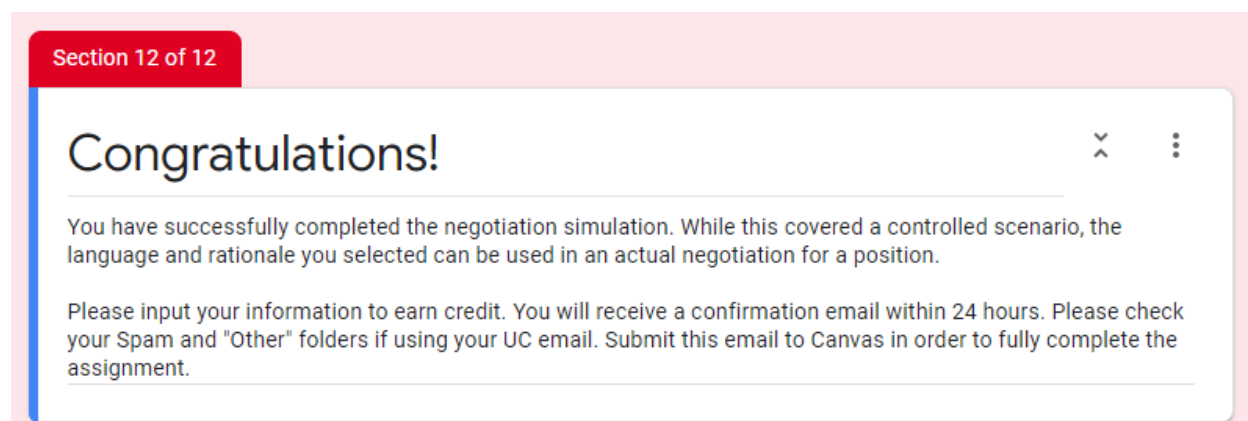 Section 12 of 12
Congratulations!
You have successfully completed the negotiation simulation. While this covered a controlled scenario, the
language and rationale you selected can be used in an actual negotiation for a position.
Please input your information to earn credit. You will receive a confirmation email within 24 hours. Please check
your Spam and "Other" folders if using your UC email. Submit this email to Canvas in order to fully complete the
assignment.